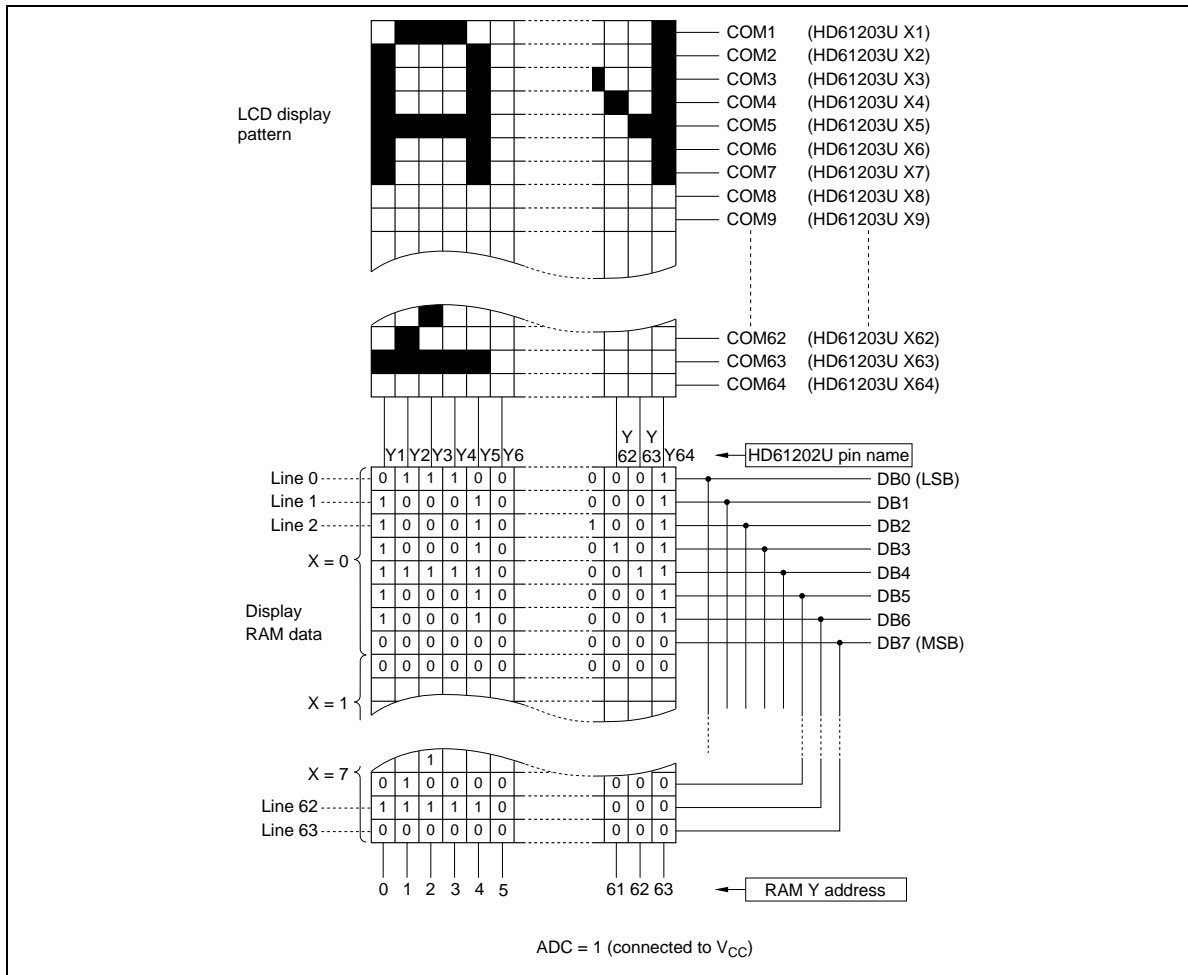 COM1 (HD61203U X1)
COM2 (HD61203U X2)
COM3 (HD61203U X3)
COM4 (HD61203U X4)
LCD display
pattern
COM5 (HD61203U X5)
COM6 (HD61203U X6)
COM7 (HD61203U X7)
COM8 (HD61203U X8)
COM9 (HD61203U X9)
COM62 (HD61203U X62)
COM63 (HD61203U X63)
COM64 (HD61203U X64)
Y1 Y2 Y3 Y4 Y5 Y6 Y62 Y63 Y64 HD61202U pin name
Line 0 0 1 1 1 0 0 0 0 0 1 DB0 (LSB)
Line 1 1 0 0 0 1 0 0 0 0 1 DB1
Line 2 1 0 0 0 1 0 1 0 0 1 DB2
1 0 0 0 1 0 0 1 0 1 DB3
X = 0
1 1 1 1 1 0 0 0 1 1 DB4
1 0 0 0 1 0 0 0 0 1 DB5
Display
RAM data
1 0 0 0 1 0 0 0 0 1 DB6
0 0 0 0 0 0 0 0 0 0 DB7 (MSB)
0 0 0 0 0 0 0 0 0 0
X = 1
1
X = 7
0 1 0 0 0 0 0 0 0
Line 62 1 1 1 1 1 0 0 0 0
Line 63 0 0 0 0 0 0 0 0 0
0 1 2 3 4 5 61 62 63 RAM Y address
ADC = 1 (connected to VCC)